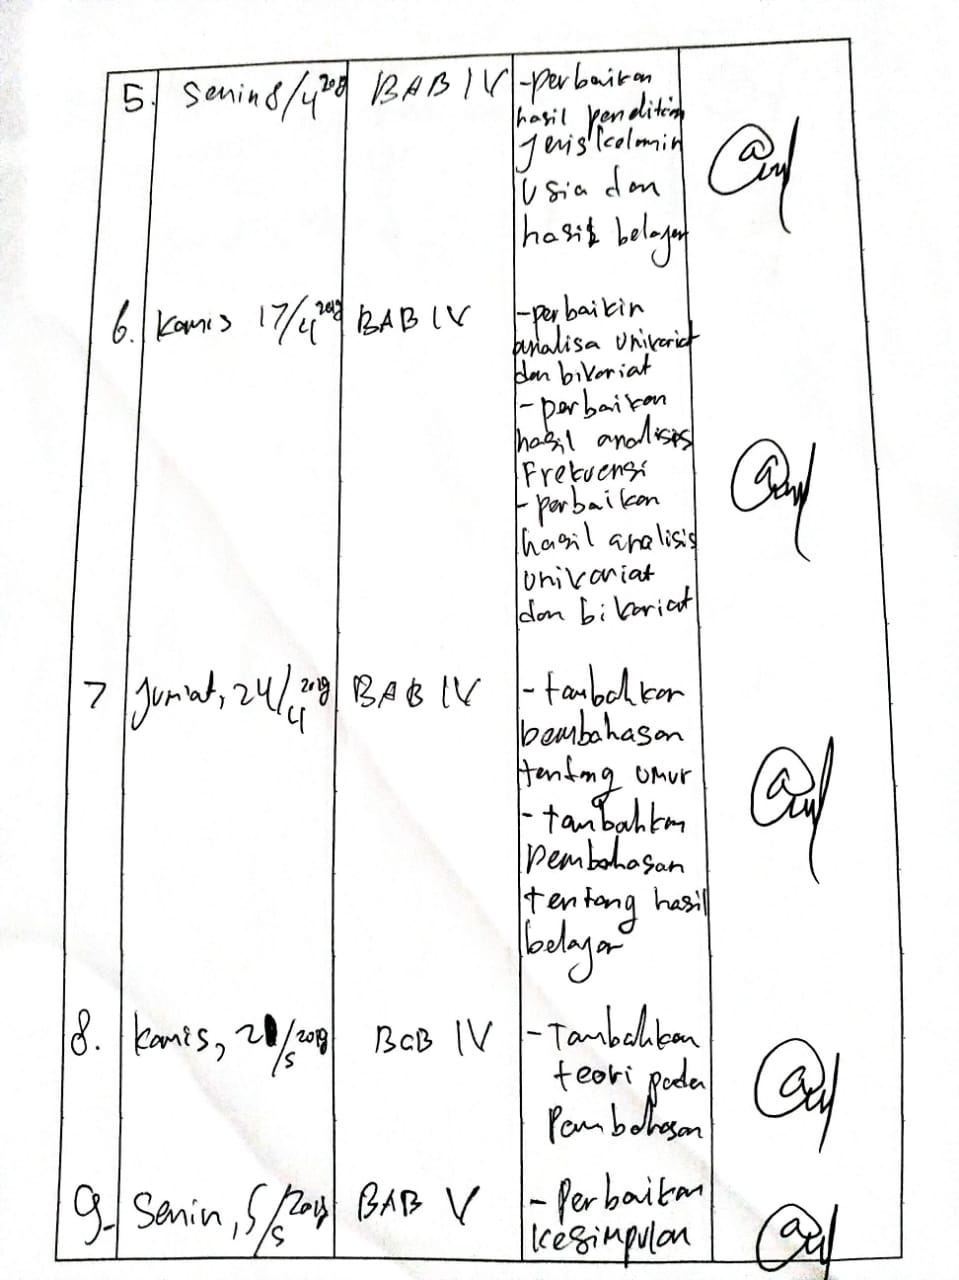 5. Senin 8/4 2019 BAB IV -perbaikan
hasil penelitian
jenis kelamin
Usia dan
hasil belajar
6. Kamis 17/4 2019 BAB IV -perbaikin
analisa Univariat
dan bivariat
- perbaikan
hasil analisis
Frekuensi
- perbaikan
hasil analisis
Univariat
dan bivariat
7 Jum'at, 24/4 2019 BAB IV - tambahkan
bembahasan
tentang umur
- tambahkan
Pembahasan
tentang hasil
belajar
8. Kamis, /5 2019 BaB IV - Tambahkan
teori pada
Pembahasan
9. Senin, 5/5 2019 BAB V - Perbaikan
Kesimpulan